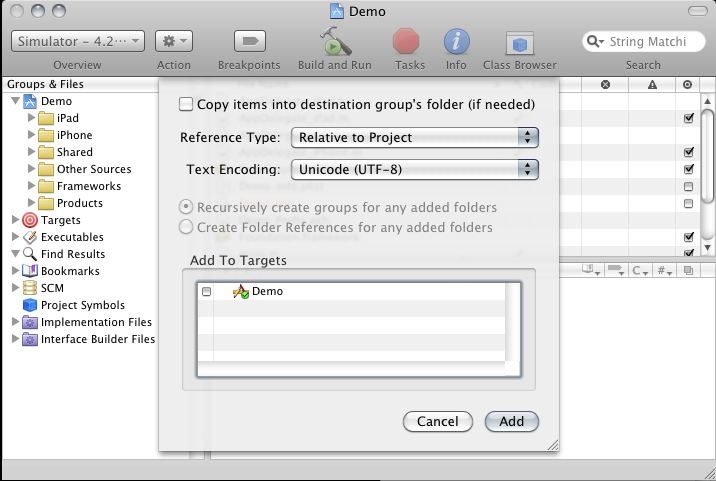 Demo
Simulator - 4.2...
String Matchi
Overview
Action
Breakpoints
Build and Run
Tasks
Info
Class Browser
Search
Groups & Files
Demo
iPad
iPhone
Shared
Other Sources
Frameworks
Products
Targets
Executables
Find Results
Bookmarks
SCM
Project Symbols
Implementation Files
Interface Builder Files
Copy items into destination group's folder (if needed)
Reference Type: Relative to Project
Text Encoding: Unicode (UTF-8)
Recursively create groups for any added folders
Create Folder References for any added folders
Add To Targets
Demo
Cancel
Add
C
#